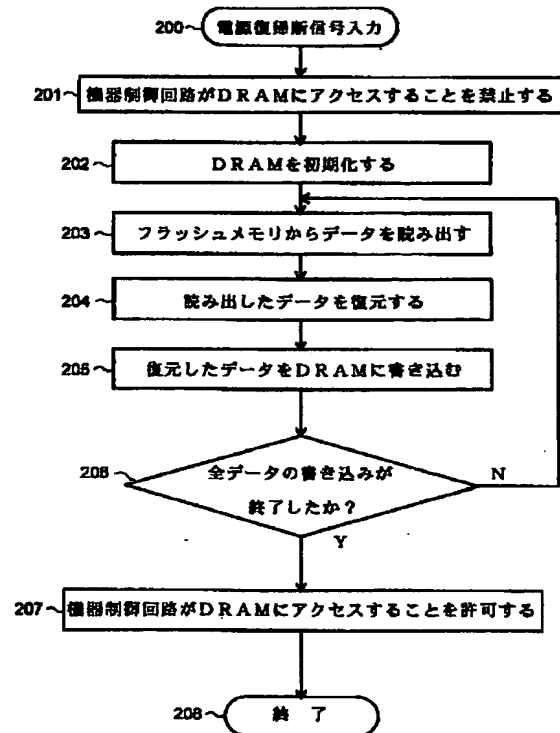 200 電源復帰断信号入力
201 機器制御回路がDRAMにアクセスすることを禁止する
202 DRAMを初期化する
203 フラッシュメモリからデータを読み出す
204 読み出したデータを復元する
205 復元したデータをDRAMに書き込む
206 全データの書き込みが
終了したか?
N
Y
207 機器制御回路がDRAMにアクセスすることを許可する
208 終 了